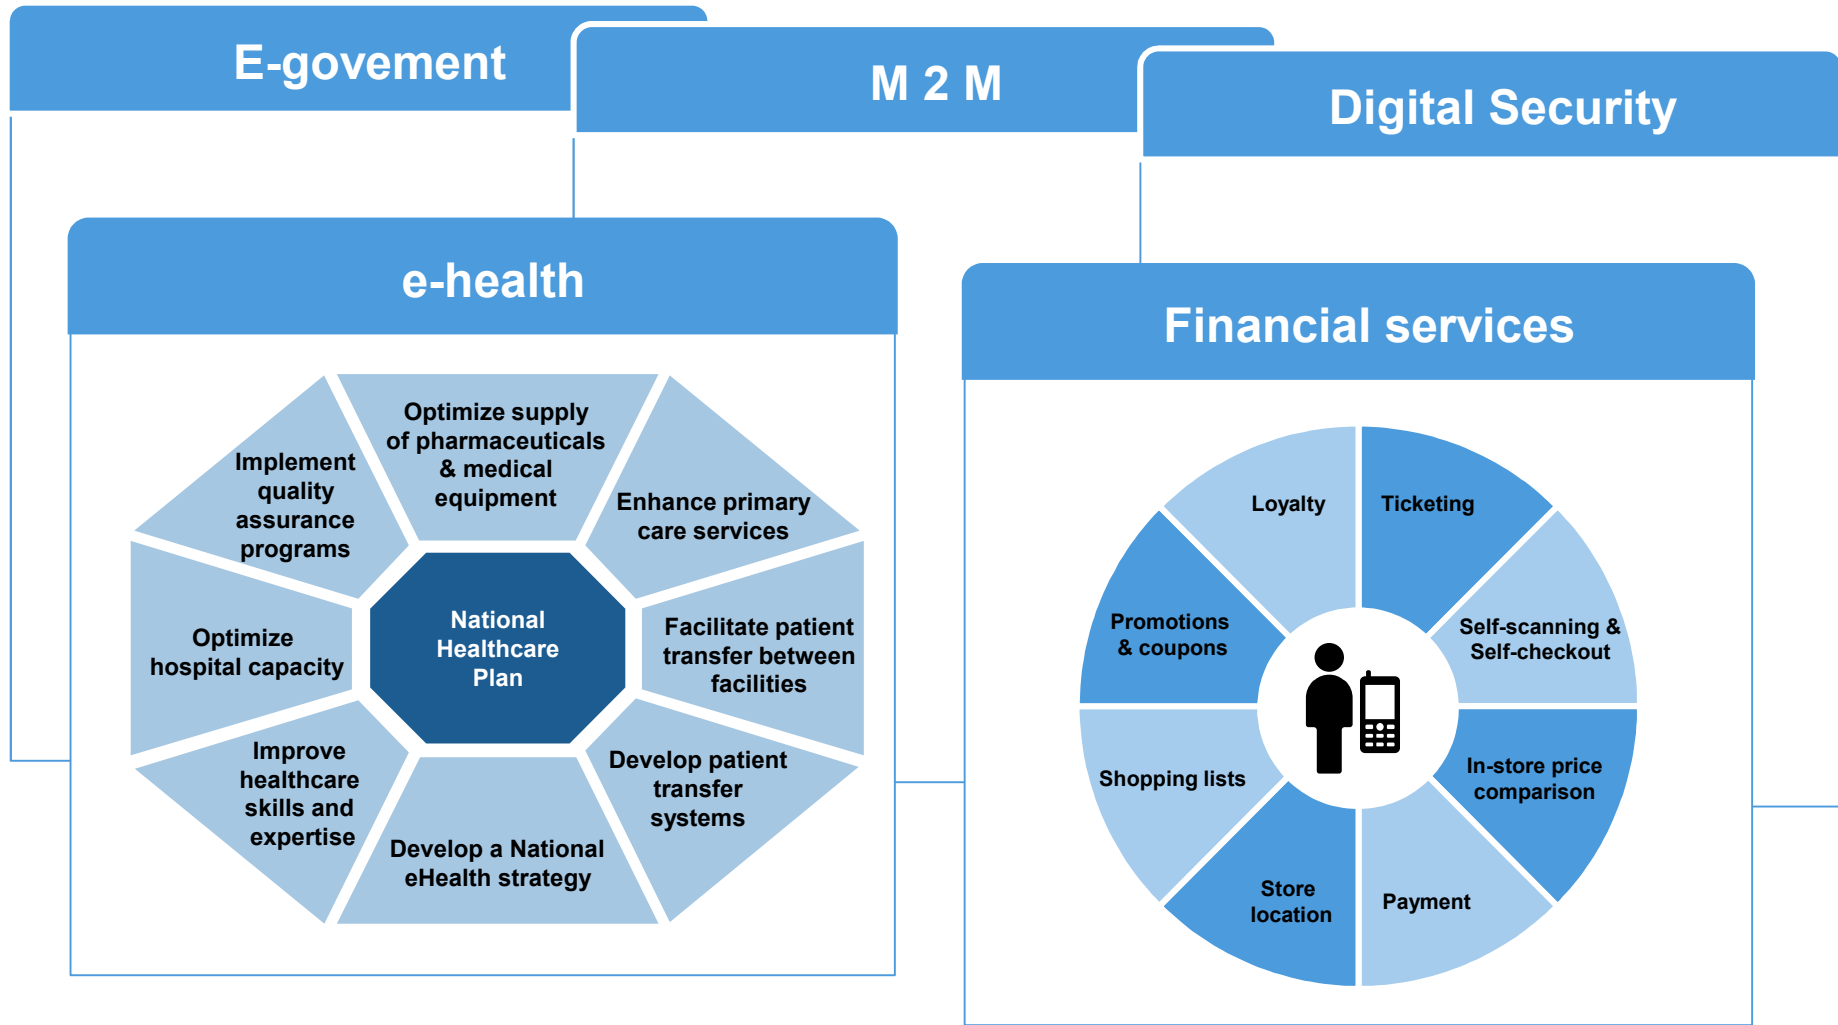 E-govement
M 2 M
Digital Security
e-health
Optimize supply
of pharmaceuticals
& medical
equipment
Implement
quality
assurance
programs
Enhance primary
care services
National
Healthcare
Plan
Optimize
hospital capacity
Facilitate patient
transfer between
facilities
Improve
healthcare
skills and
expertise
Develop patient
transfer
systems
Develop a National
eHealth strategy
Financial services
Loyalty
Ticketing
Promotions
& coupons
Self-scanning &
Self-checkout
Shopping lists
In-store price
comparison
Store
location
Payment